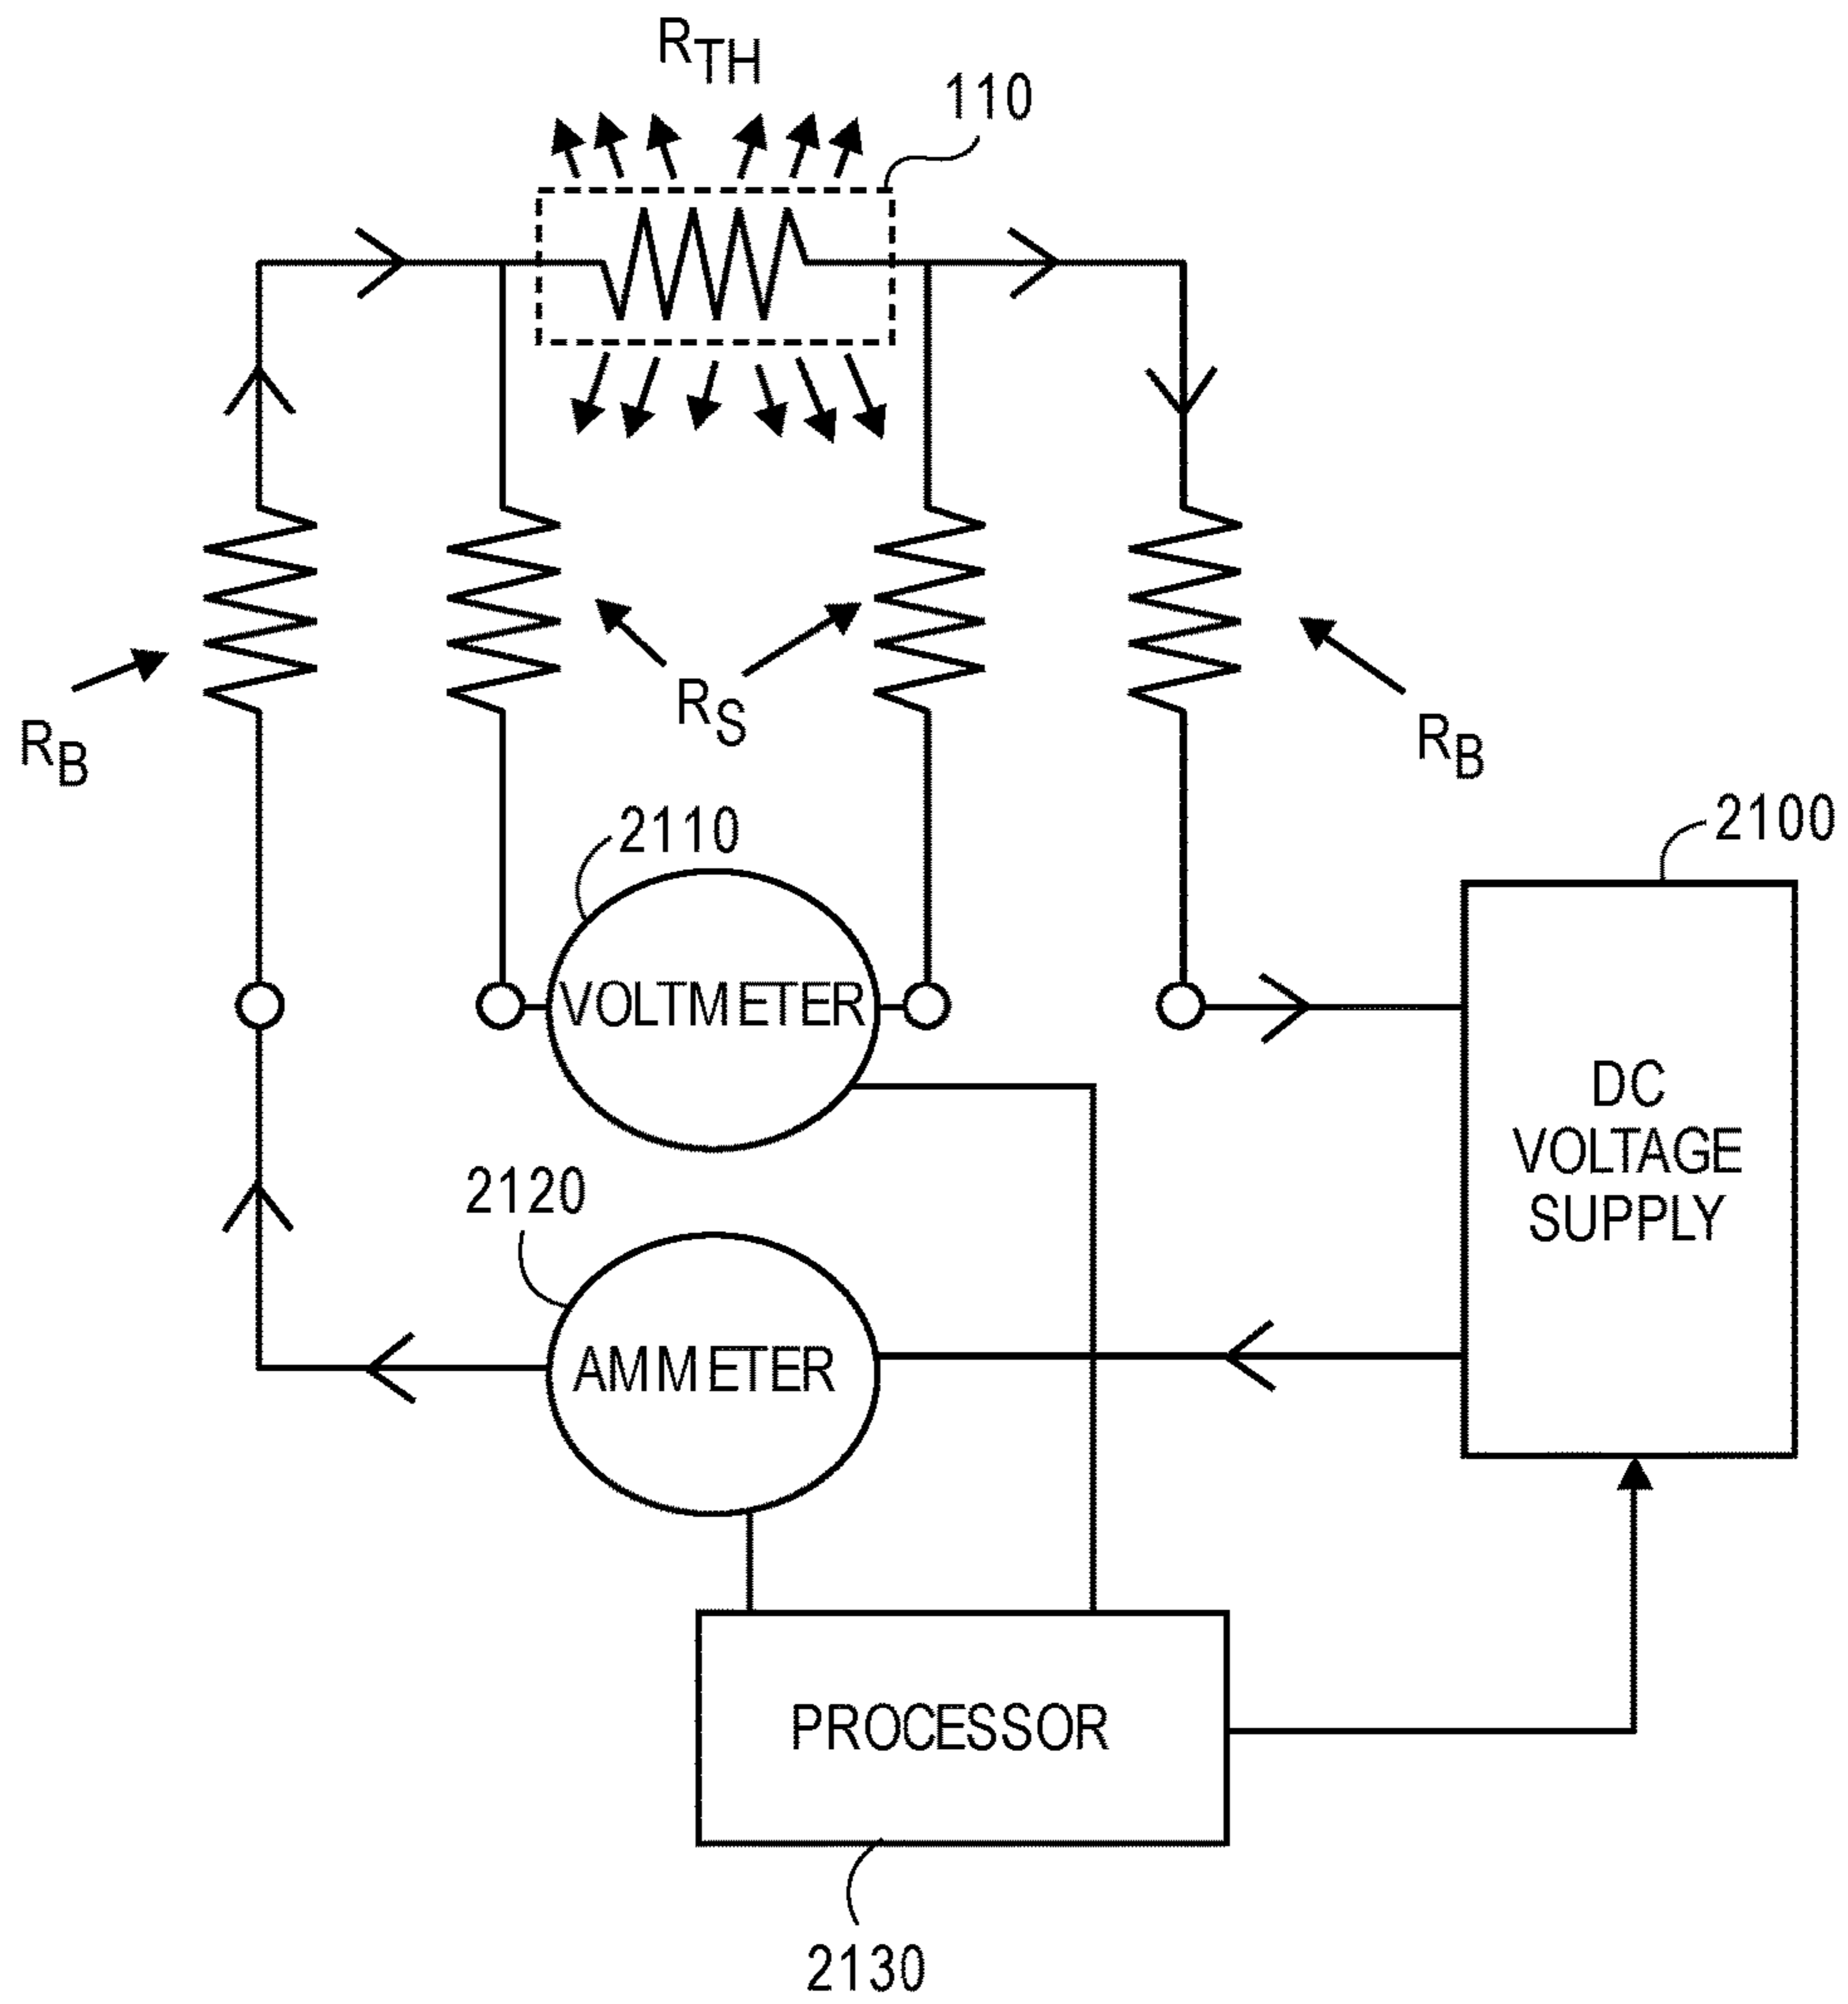 RTH
110
RB
RS
RB
2110
2100
VOLTMETER
DC
VOLTAGE
SUPPLY
2120
AMMETER
PROCESSOR
2130